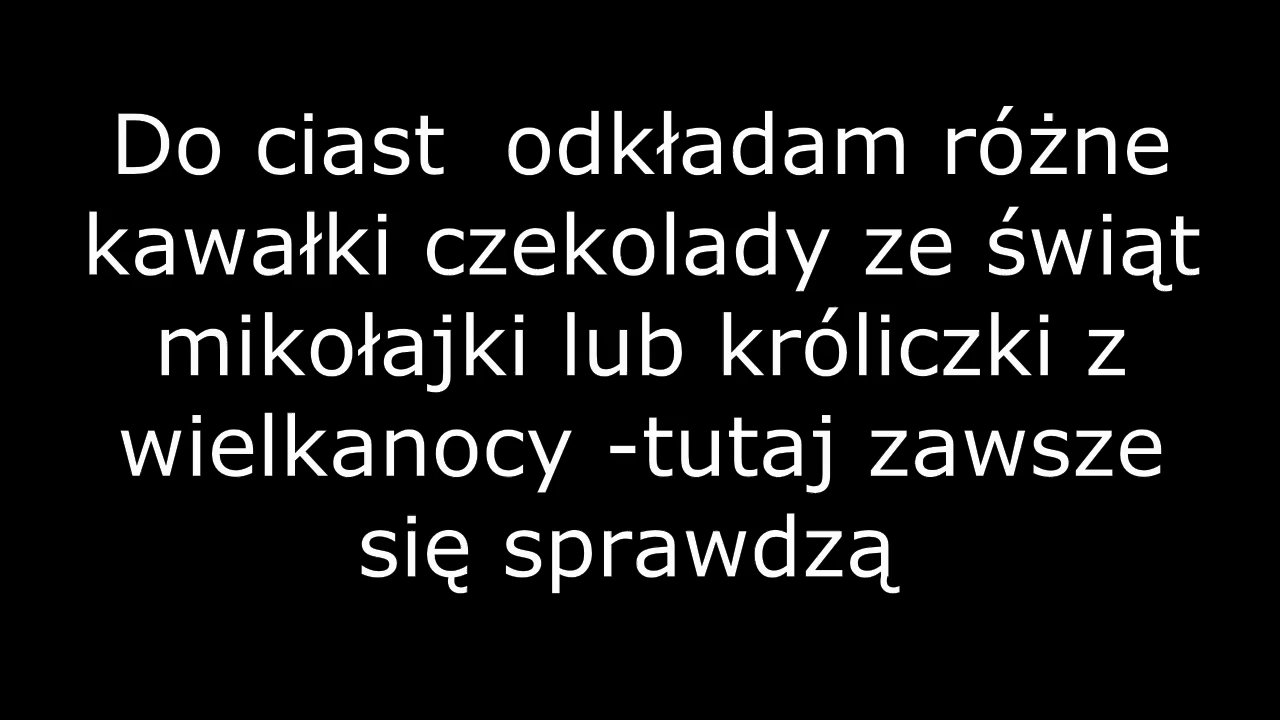 Do ciast  odkładam różne
kawałki czekolady ze świąt
mikołajki lub króliczki z
wielkanocy -tutaj zawsze
się sprawdzą